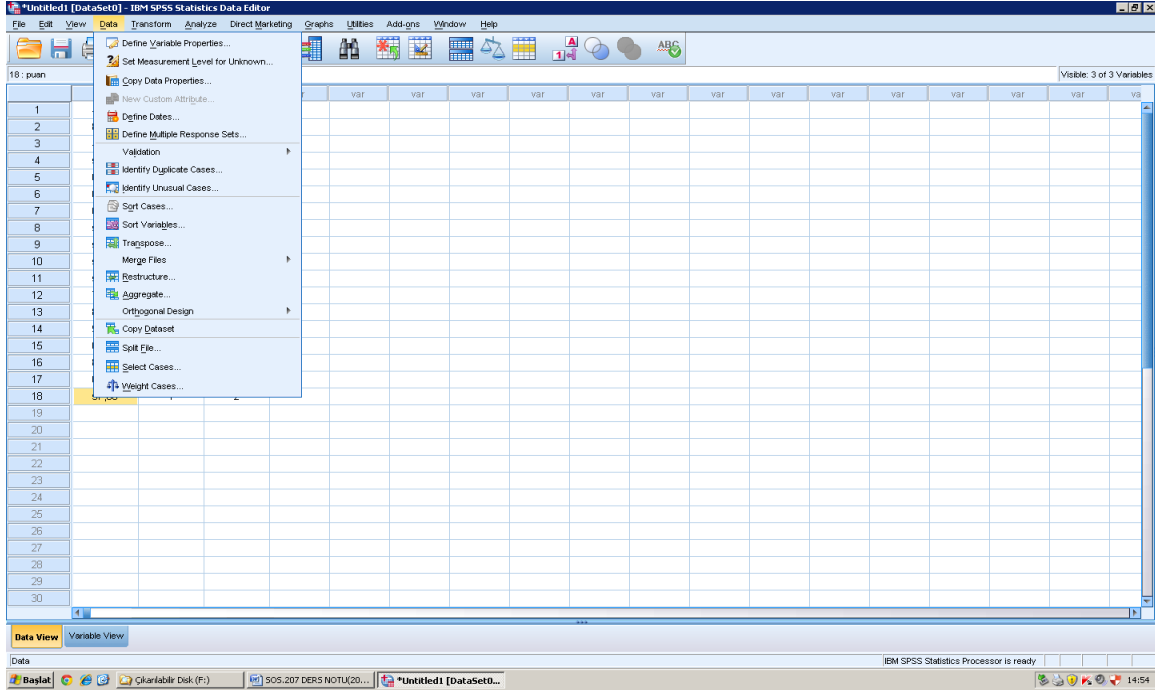 *Untitled1 [DataSet0] - IBM SPSS Statistics Data Editor
File Edit View Data Transform Analyze Direct Marketing Graphs Utilities Add-ons Window Help
18 : puan
Visible: 3 of 3 Variables
var var var var var var var var var var var var var va
Define Variable Properties...
Set Measurement Level for Unknown...
Copy Data Properties...
New Custom Attribute...
Define Dates...
Define Multiple Response Sets...
Validation
Identify Duplicate Cases...
Identify Unusual Cases...
Sort Cases...
Sort Variables...
Transpose...
Merge Files
Restructure...
Aggregate...
Orthogonal Design
Copy Dataset
Split File...
Select Cases...
Weight Cases...
1
2
3
4
5
6
7
8
9
10
11
12
13
14
15
16
17
18
19
20
21
22
23
24
25
26
27
28
29
30
Data View Variable View
Data
IBM SPSS Statistics Processor is ready
Başlat Çıkarılabilir Disk (F:) SOS.207 DERS NOTU(20... *Untitled1 [DataSet0... 14:54